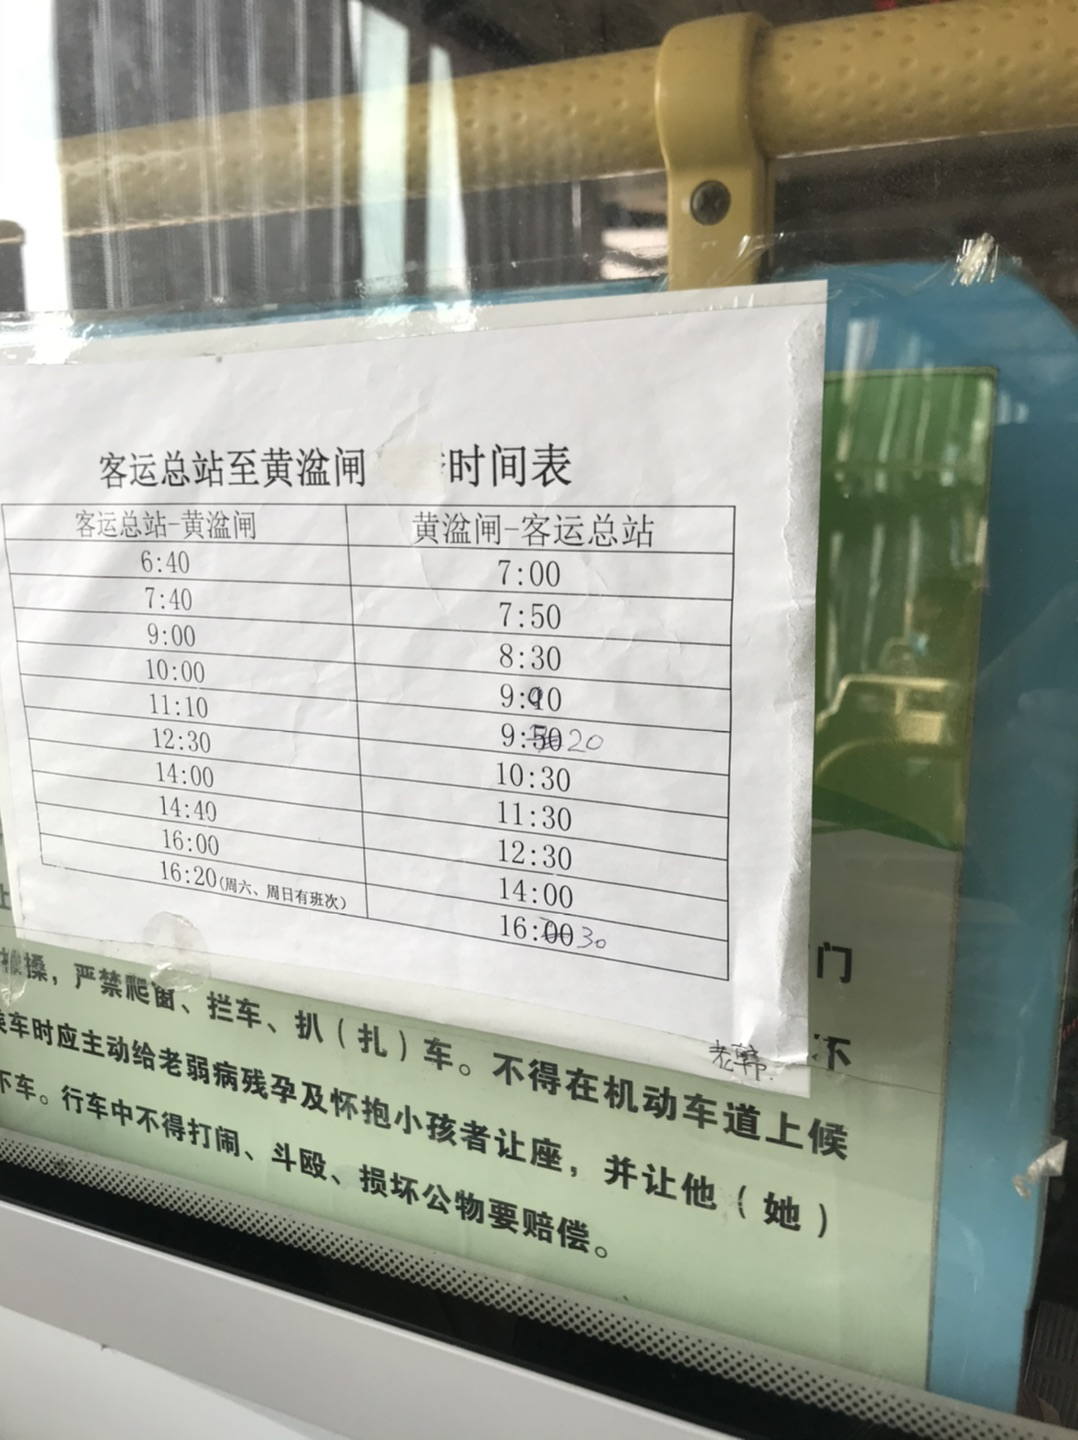 客运总站至黄溢闸 时间表
客运总站-黄溢闸 黄溢闸-客运总站
6:40 7:00
7:40 7:50
9:00 8:30
10:00 9:00
11:10 9:20
12:30 10:30
14:00 11:30
14:40 12:30
16:00 14:00
16:20(周六、周日有班次) 16:30
老韩
门
操，严禁爬窗、拦车、扒（扎）车。不得在机动车道上候
不
车时应主动给老弱病残孕及怀抱小孩者让座，并让他（她）
不车。行车中不得打闹、斗殴、损坏公物要赔偿。